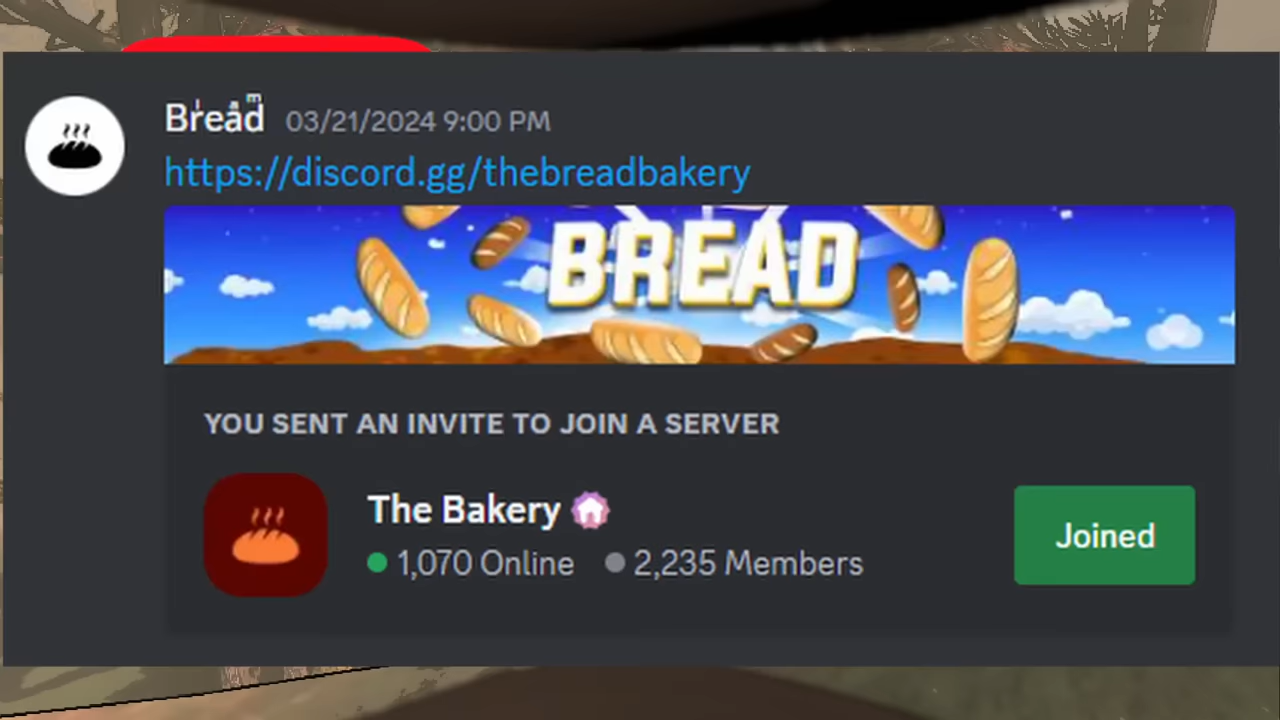 Bread 03/21/2024 9:00 PM
https://discord.gg/thebreadbakery
BREAD
YOU SENT AN INVITE TO JOIN A SERVER
The Bakery
1,070 Online 2,235 Members
Joined